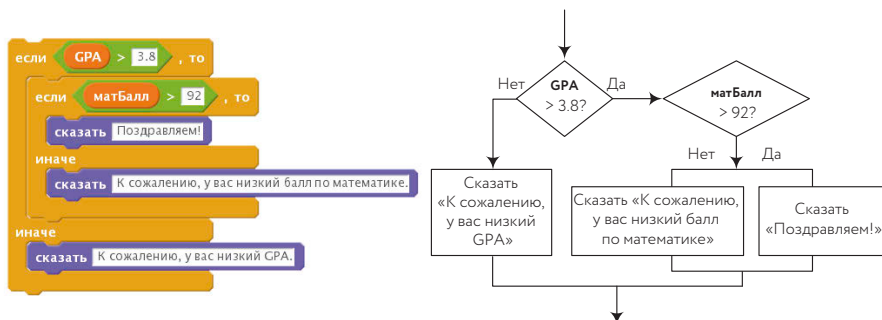 если GPA > 3.8 , то
если матБалл > 92 , то
сказать Поздравляем!
иначе
сказать К сожалению, у вас низкий балл по математике.
иначе
сказать К сожалению, у вас низкий GPA.
Нет
GPA
> 3.8?
Да
матБалл
> 92?
Нет
Да
Сказать
«К сожалению,
у вас низкий
GPA»
Сказать «К сожалению,
у вас низкий балл
по математике»
Сказать
«Поздравляем!»